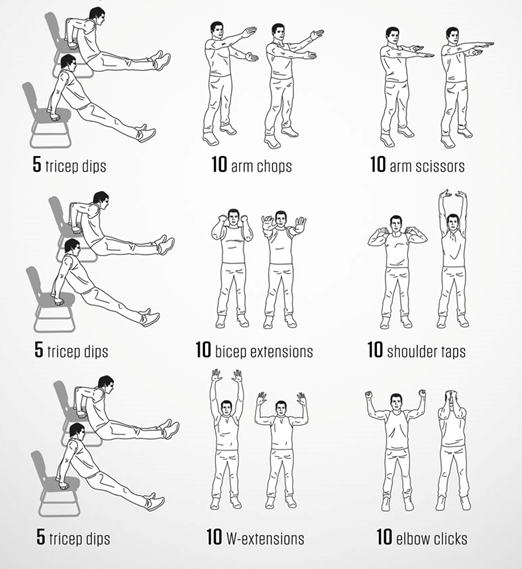 5 tricep dips
10 arm chops
10 arm scissors
5 tricep dips
10 bicep extensions
10 shoulder taps
5 tricep dips
10 W-extensions
10 elbow clicks